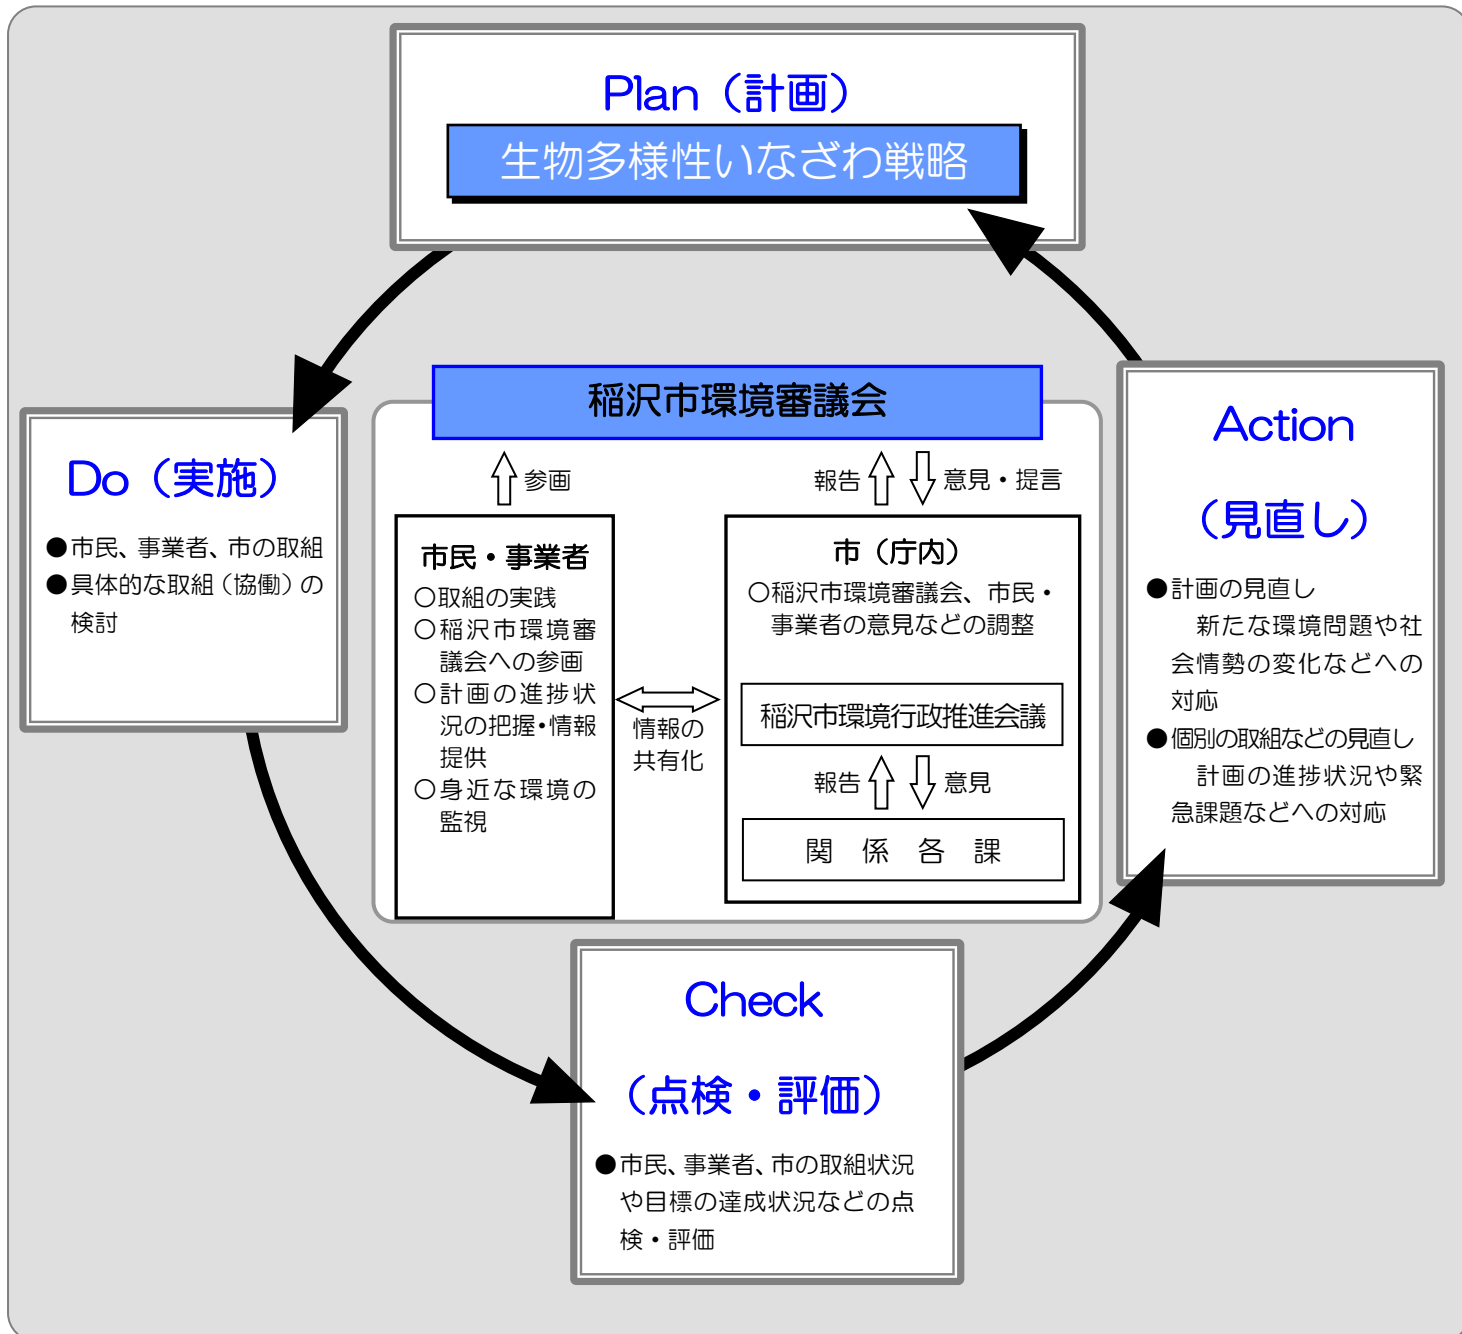 Plan（計画）
生物多様性いなざわ戦略
Do（実施）
●市民、事業者、市の取組
●具体的な取組（協働）の
検討
稲沢市環境審議会
参画
報告
意見・提言
市民・事業者
○取組の実践
○稲沢市環境審
議会への参画
○計画の進捗状
況の把握・情報
提供
○身近な環境の
監視
情報の
共有化
市（庁内）
○稲沢市環境審議会、市民・
事業者の意見などの調整
稲沢市環境行政推進会議
報告
意見
関係各課
Action
（見直し）
●計画の見直し
新たな環境問題や社
会情勢の変化などへの
対応
●個別の取組などの見直し
計画の進捗状況や緊
急課題などへの対応
Check
（点検・評価）
●市民、事業者、市の取組状況
や目標の達成状況などの点
検・評価